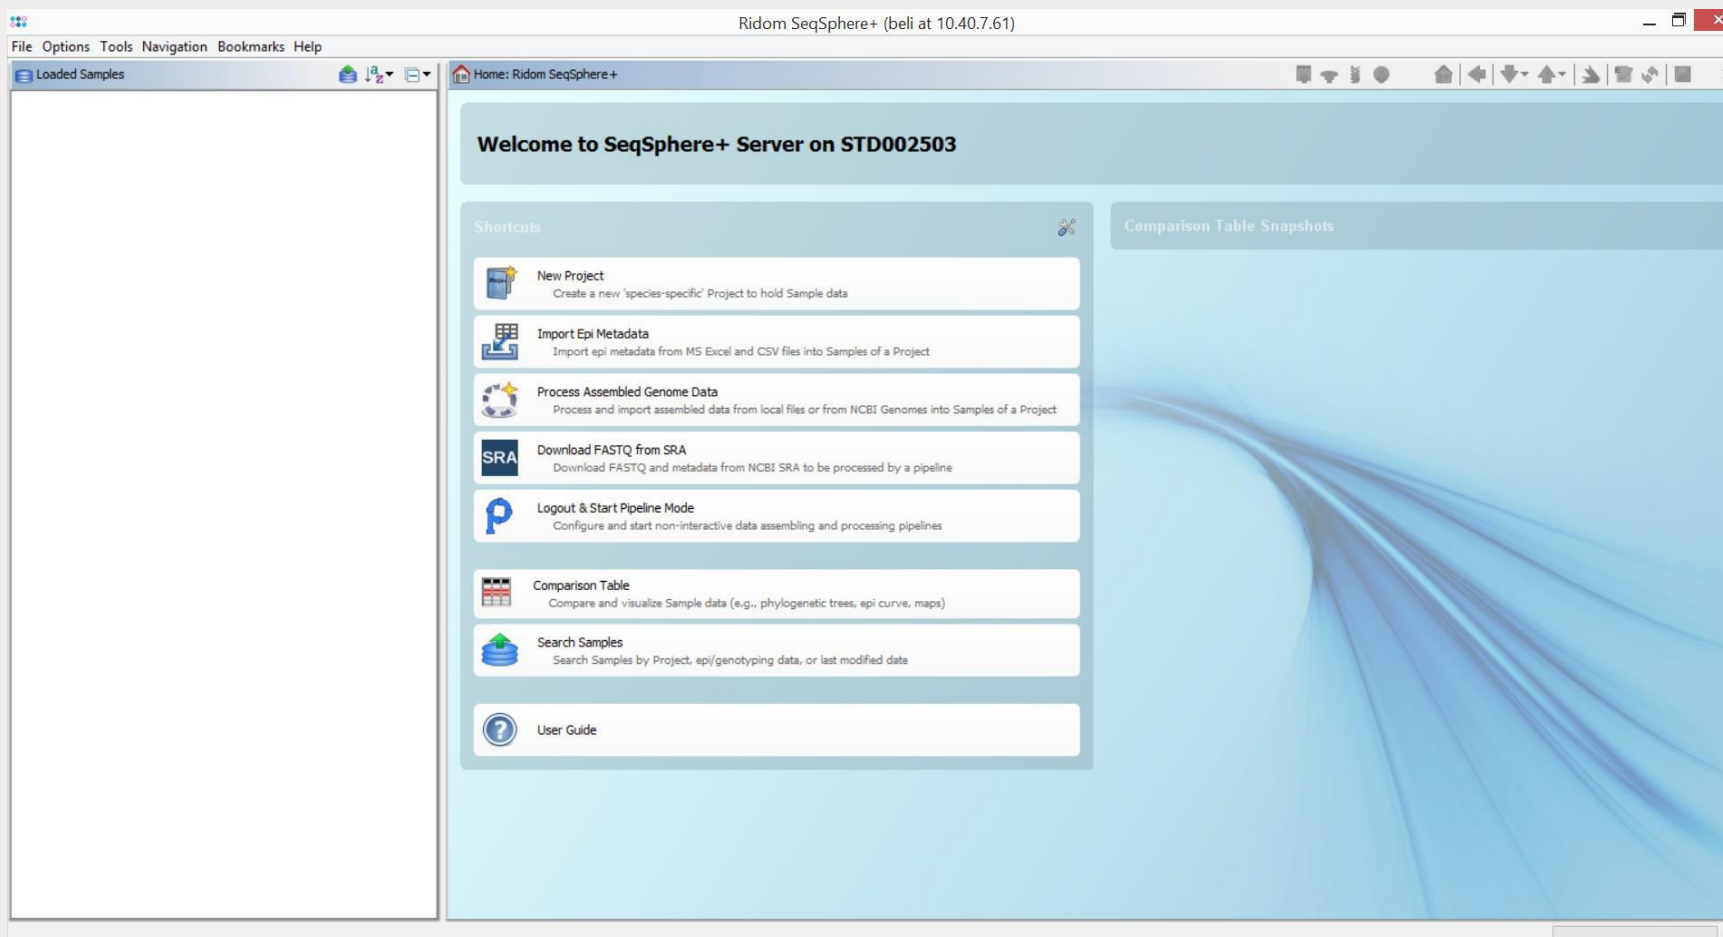 Ridom SeqSphere+ (beli at 10.40.7.61)
File Options Tools Navigation Bookmarks Help
Loaded Samples
Home: Ridom SeqSphere+
Welcome to SeqSphere+ Server on STD002503
Shortcuts
Comparison Table Snapshots
New Project
Create a new 'species-specific' Project to hold Sample data
Import Epi Metadata
Import epi metadata from MS Excel and CSV files into Samples of a Project
Process Assembled Genome Data
Process and import assembled data from local files or from NCBI Genomes into Samples of a Project
SRA
Download FASTQ from SRA
Download FASTQ and metadata from NCBI SRA to be processed by a pipeline
Logout & Start Pipeline Mode
Configure and start non-interactive data assembling and processing pipelines
Comparison Table
Compare and visualize Sample data (e.g., phylogenetic trees, epi curve, maps)
Search Samples
Search Samples by Project, epi/genotyping data, or last modified date
User Guide